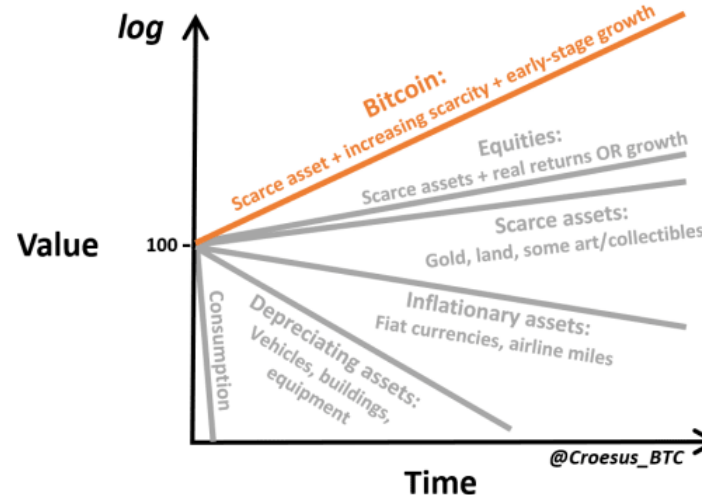 log
Bitcoin:
Scarce asset + increasing scarcity + early-stage growth
Equities:
Scarce assets + real returns OR growth
Scarce assets:
Gold, land, some art/collectibles
Value
100
Inflationary assets:
Fiat currencies, airline miles
Depreciating assets:
Vehicles, buildings,
equipment
Consumption
@Croesus_BTC
Time